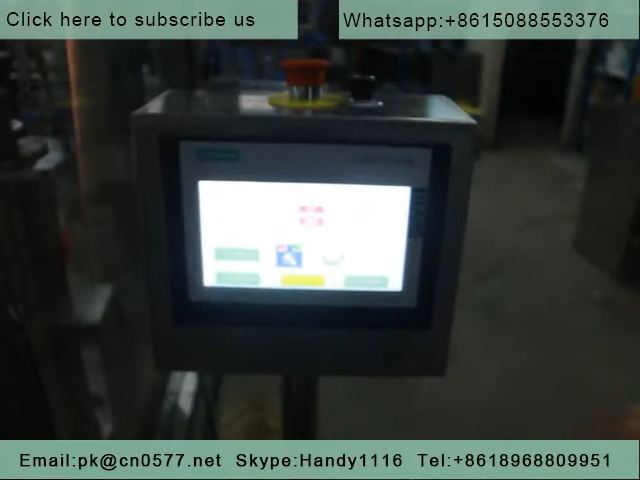 Click here to subscribe us
Whatsapp:+8615088553376
Email:pk@cn0577.net Skype:Handy1116 Tel:+8618968809951